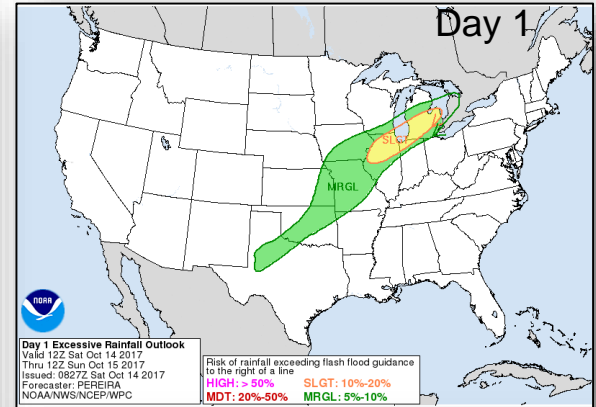 Day 1
SLGT
MRGL
NOAA
Day 1 Excessive Rainfall Outlook
Valid 12Z Sat Oct 14 2017
Thru 12Z Sun Oct 15 2017
Issued: 0827Z Sat Oct 14 2017
Forecaster: PEREIRA
NOAA/NWS/NCEP/WPC
Risk of rainfall exceeding flash flood guidance
to the right of a line
HIGH: > 50% SLGT: 10%-20%
MDT: 20%-50% MRGL: 5%-10%